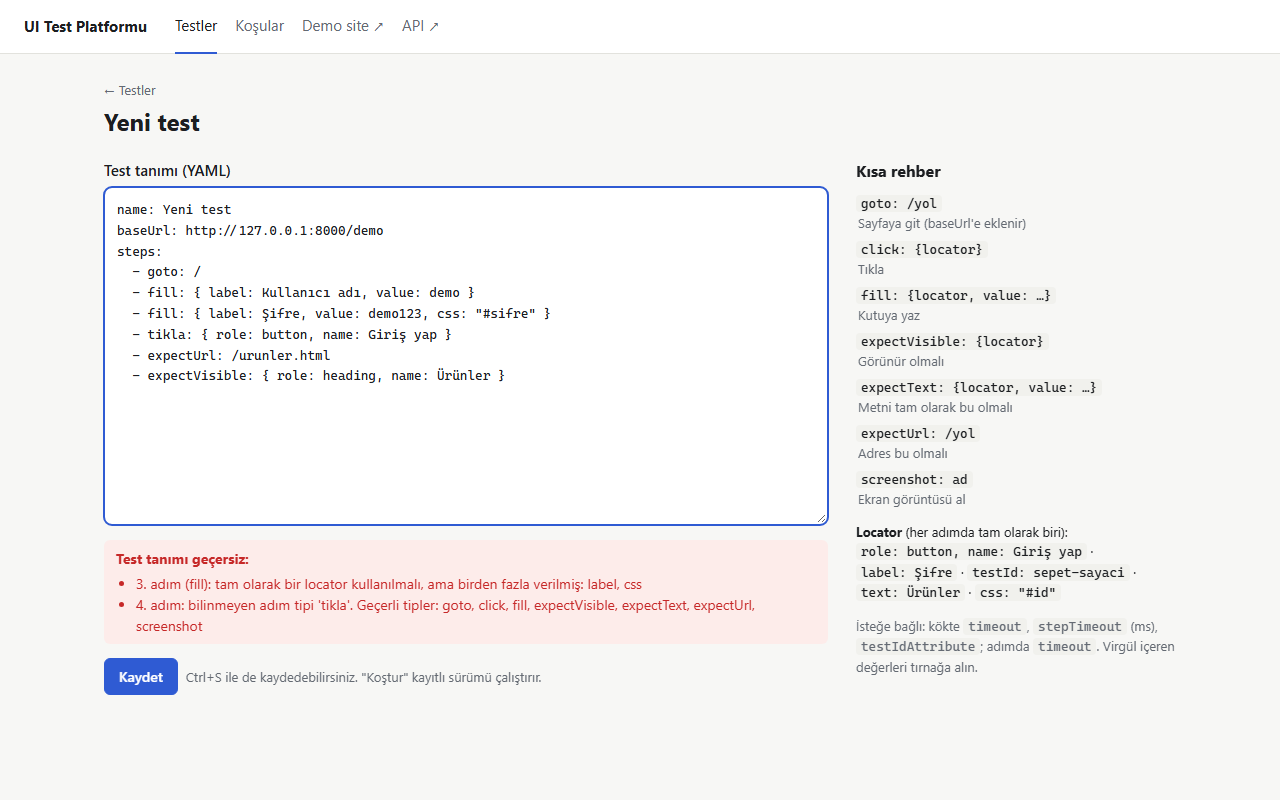 UI Test Platformu
Testler
Koşular
Demo site ↗
API ↗
← Testler
Yeni test
Test tanımı (YAML)
name: Yeni test
baseUrl: http://127.0.0.1:8000/demo
steps:
  - goto: /
  - fill: { label: Kullanıcı adı, value: demo }
  - fill: { label: Şifre, value: demo123, css: "#sifre" }
  - tikla: { role: button, name: Giriş yap }
  - expectUrl: /urunler.html
  - expectVisible: { role: heading, name: Ürünler }
Test tanımı geçersiz:
• 3. adım (fill): tam olarak bir locator kullanılmalı, ama birden fazla verilmiş: label, css
• 4. adım: bilinmeyen adım tipi 'tikla'. Geçerli tipler: goto, click, fill, expectVisible, expectText, expectUrl,
screenshot
Kaydet
Ctrl+S ile de kaydedebilirsiniz. "Koştur" kayıtlı sürümü çalıştırır.
Kısa rehber
goto: /yol
Sayfaya git (baseUrl'e eklenir)
click: {locator}
Tıkla
fill: {locator, value: …}
Kutuya yaz
expectVisible: {locator}
Görünür olmalı
expectText: {locator, value: …}
Metni tam olarak bu olmalı
expectUrl: /yol
Adres bu olmalı
screenshot: ad
Ekran görüntüsü al
Locator (her adımda tam olarak biri):
role: button, name: Giriş yap ·
label: Şifre · testId: sepet-sayaci ·
text: Ürünler · css: "#id"
İsteğe bağlı: kökte timeout, stepTimeout (ms),
testIdAttribute; adımda timeout. Virgül içeren
değerleri tırnağa alın.